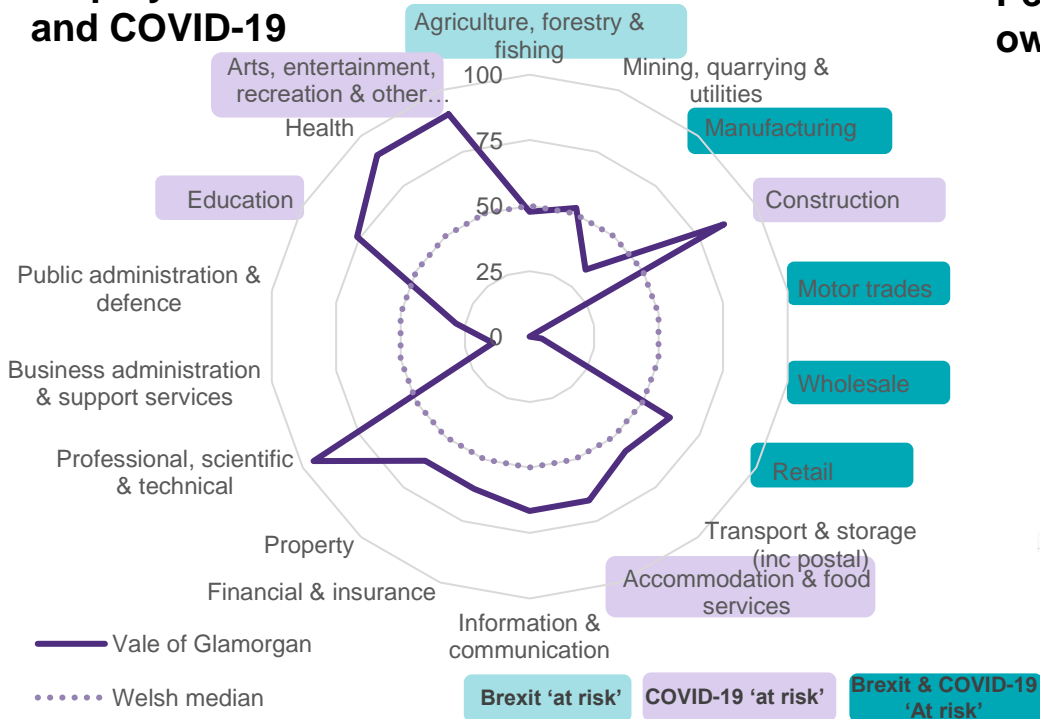 and COVID-19
ow
Agriculture, forestry &
fishing
Mining, quarrying &
utilities
Manufacturing
Construction
Motor trades
Wholesale
Retail
Transport & storage
(inc postal)
Accommodation & food
services
Information &
communication
Financial & insurance
Property
Professional, scientific
& technical
Business administration
& support services
Public administration &
defence
Education
Health
Arts, entertainment,
recreation & other…
100
75
50
25
0
Vale of Glamorgan
Welsh median
Brexit ‘at risk’
COVID-19 ‘at risk’
Brexit & COVID-19
‘At risk’